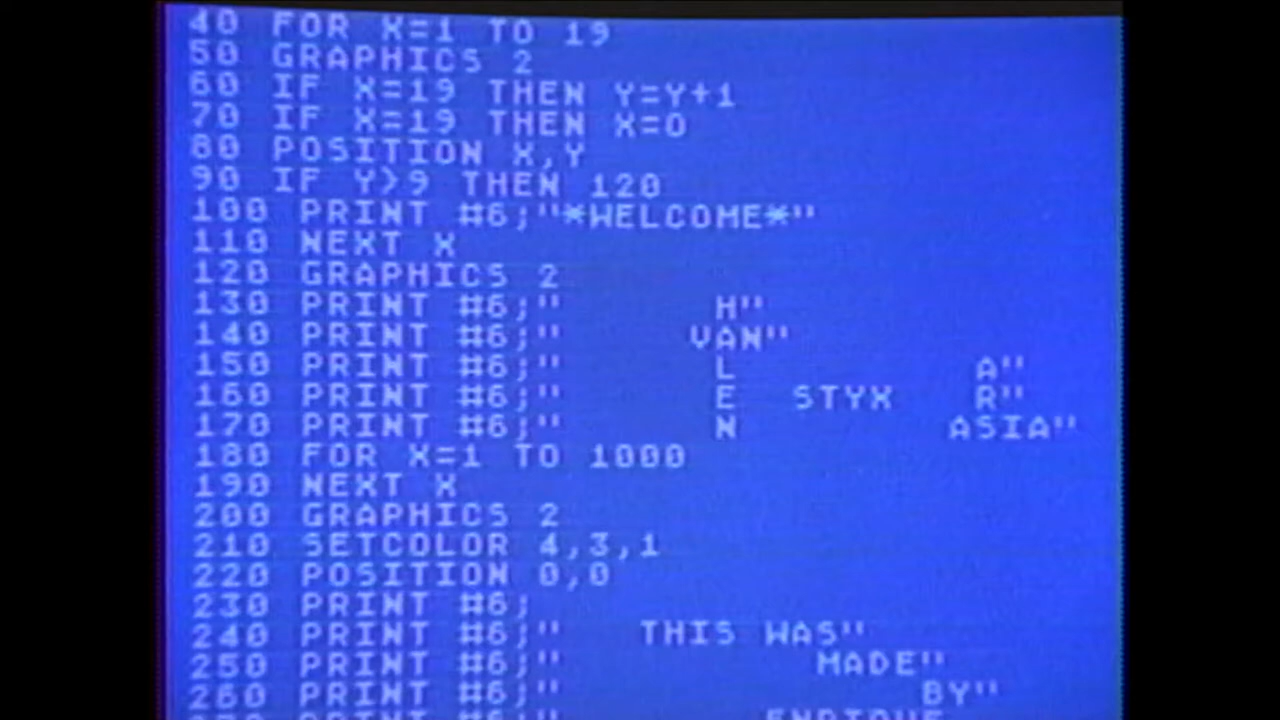 40 FOR X=1 TO 19
50 GRAPHICS 2
60 IF X=19 THEN Y=Y+1
70 IF X=19 THEN X=0
80 POSITION X,Y
90 IF Y>9 THEN 120
100 PRINT #6;"*WELCOME*"
110 NEXT X
120 GRAPHICS 2
130 PRINT #6;"      H"
140 PRINT #6;"     VAN"
150 PRINT #6;"      L         A"
160 PRINT #6;"      E  STYX   R"
170 PRINT #6;"      N        ASIA"
180 FOR X=1 TO 1000
190 NEXT X
200 GRAPHICS 2
210 SETCOLOR 4,3,1
220 POSITION 0,0
230 PRINT #6;
240 PRINT #6;"   THIS WAS"
250 PRINT #6;"          MADE"
260 PRINT #6;"              BY"
270 PRINT #6;"        ENRIQUE